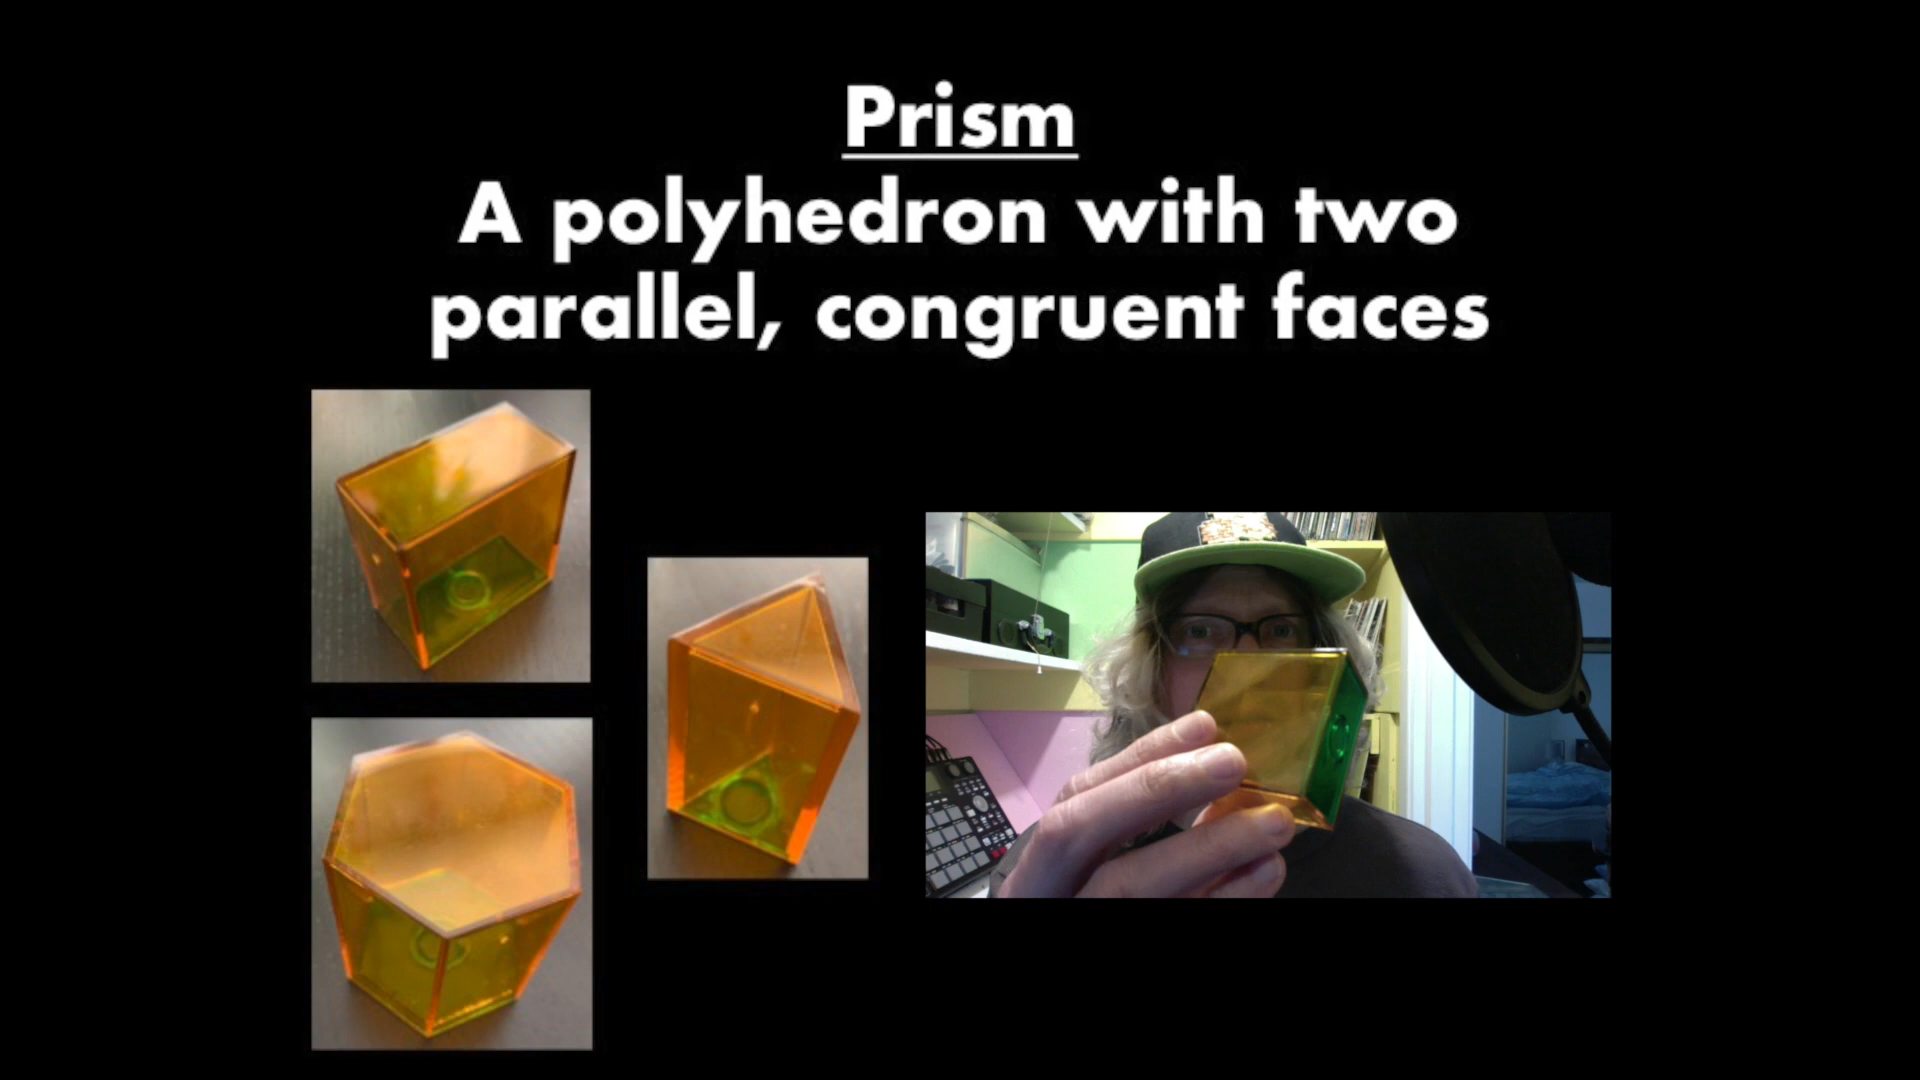 Prism
A polyhedron with two
parallel, congruent faces